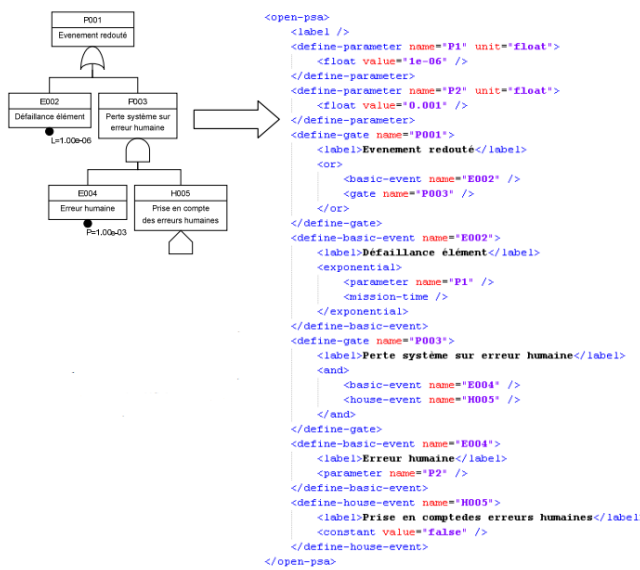 P001
Evenement redouté
E002
Défaillance élément
L=1.00e-06
P003
Perte système sur
erreur humaine
E004
Erreur humaine
P=1.00e-03
H005
Prise en compte
des erreurs humaines
<open-psa>
<label />
<define-parameter name="P1" unit="float">
<float value="1e-06" />
</define-parameter>
<define-parameter name="P2" unit="float">
<float value="0.001" />
</define-parameter>
<define-gate name="P001">
<label>Evenement redouté</label>
<or>
<basic-event name="E002" />
<gate name="P003" />
</or>
</define-gate>
<define-basic-event name="E002">
<label>Défaillance élément</label>
<exponential>
<parameter name="P1" />
<mission-time />
</exponential>
</define-basic-event>
<define-gate name="P003">
<label>Perte système sur erreur humaine</label>
<and>
<basic-event name="E004" />
<house-event name="H005" />
</and>
</define-gate>
<define-basic-event name="E004">
<label>Erreur humaine</label>
<parameter name="P2" />
</define-basic-event>
<define-house-event name="H005">
<label>Prise en comptedes erreurs humaines</label>
<constant value="false" />
</define-house-event>
</open-psa>